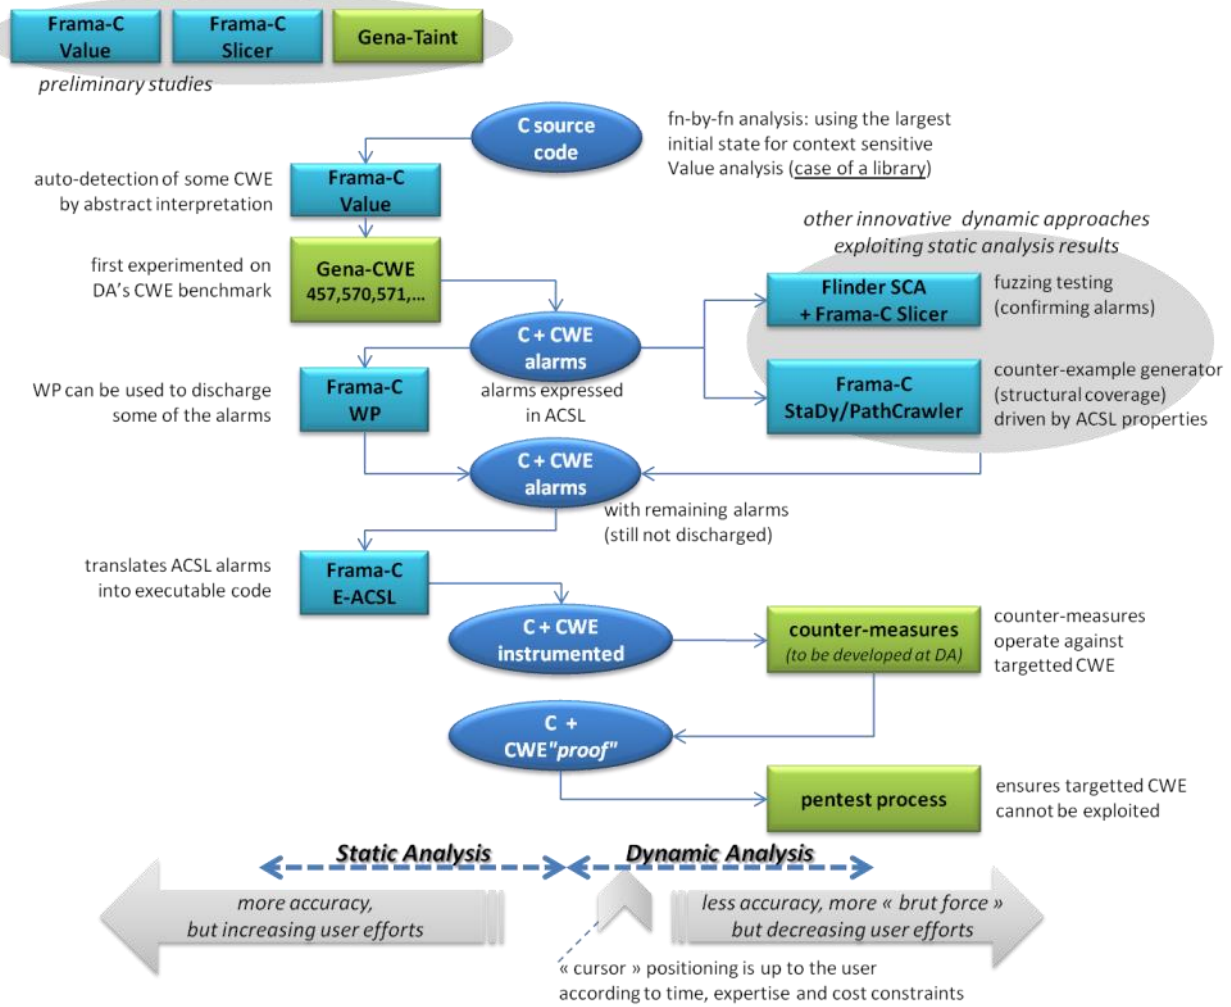 Frama-C
Value
Frama-C
Slicer
Gena-Taint
preliminary studies
C source
code
fn-by-fn analysis: using the largest
initial state for context sensitive
Value analysis (case of a library)
auto-detection of some CWE
by abstract interpretation
Frama-C
Value
other innovative dynamic approaches
exploiting static analysis results
first experimented on
DA's CWE benchmark
Gena-CWE
457,570,571,...
Flinder SCA
+ Frama-C Slicer
fuzzing testing
(confirming alarms)
C + CWE
alarms
alarms expressed
in ACSL
WP can be used to discharge
some of the alarms
Frama-C
WP
Frama-C
StaDy/PathCrawler
counter-example generator
(structural coverage)
driven by ACSL properties
C + CWE
alarms
with remaining alarms
(still not discharged)
translates ACSL alarms
into executable code
Frama-C
E-ACSL
C + CWE
instrumented
counter-measures
(to be developed at DA)
counter-measures
operate against
targetted CWE
C +
CWE"proof"
pentest process
ensures targetted CWE
cannot be exploited
Static Analysis
Dynamic Analysis
more accuracy,
but increasing user efforts
less accuracy, more « brut force »
but decreasing user efforts
« cursor » positioning is up to the user
according to time, expertise and cost constraints